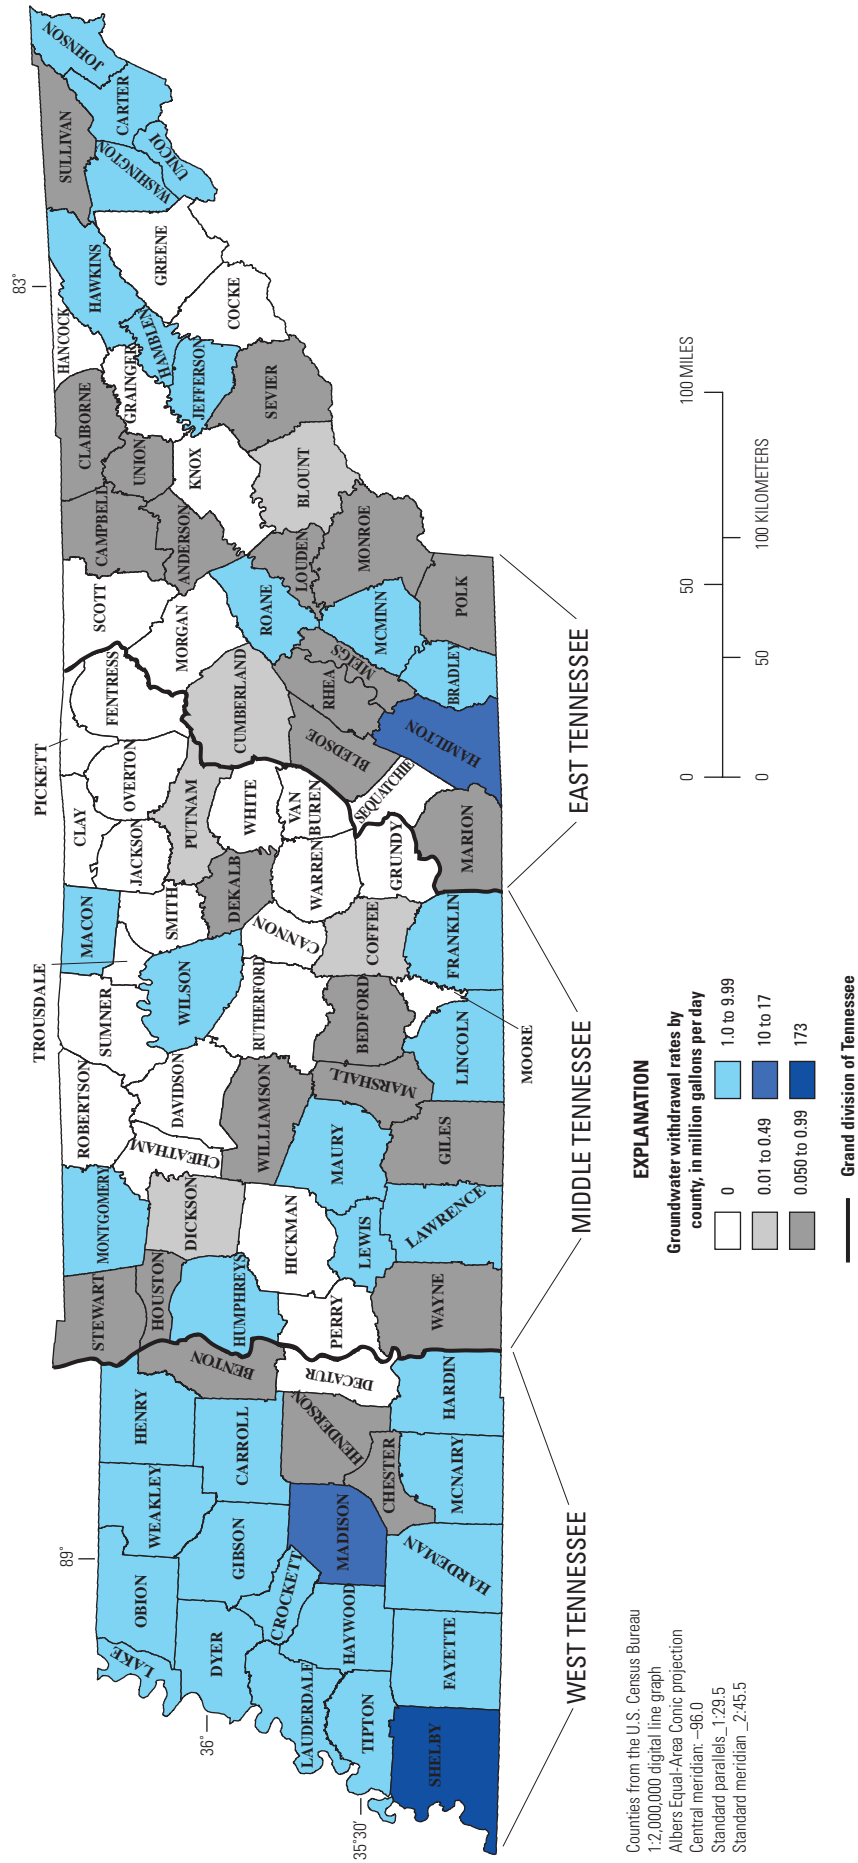 83°
89°
36°
35°30'
PICKETT
TROUSDALE
MOORE
LAKE
OBION
WEAKLEY
HENRY
STEWART
MONTGOMERY
ROBERTSON
SUMNER
MACON
CLAY
SCOTT
CAMPBELL
CLAIBORNE
HANCOCK
HAWKINS
SULLIVAN
JOHNSON
CARTER
WASHINGTON
UNICOI
GREENE
COCKE
HAMBLEN
GRAINGER
JEFFERSON
UNION
KNOX
SEVIER
ANDERSON
BLOUNT
MORGAN
FENTRESS
OVERTON
JACKSON
SMITH
PUTNAM
CUMBERLAND
ROANE
LOUDEN
MONROE
WHITE
DEKALB
WILSON
DAVIDSON
CHEATHAM
DICKSON
HOUSTON
HUMPHREYS
BENTON
CARROLL
GIBSON
DYER
CROCKETT
LAUDERDALE
HAYWOOD
MADISON
HENDERSON
DECATUR
PERRY
HICKMAN
WILLIAMSON
RUTHERFORD
CANNON
WARREN
VAN
BUREN
BLEDSOE
RHEA
MEIGS
MCMINN
POLK
BRADLEY
HAMILTON
SEQUATCHIE
GRUNDY
MARION
COFFEE
BEDFORD
MARSHALL
MAURY
LEWIS
CHESTER
TIPTON
SHELBY
FAYETTE
HARDEMAN
MCNAIRY
HARDIN
WAYNE
LAWRENCE
GILES
LINCOLN
FRANKLIN
WEST TENNESSEE
MIDDLE TENNESSEE
EAST TENNESSEE
Counties from the U.S. Census Bureau
1:2,000,000 digital line graph
Albers Equal-Area Conic projection
Central meridian: –96.0
Standard parallels_1:29.5
Standard meridian _2:45.5
EXPLANATION
Groundwater withdrawal rates by
county, in million gallons per day
0
0.01 to 0.49
0.050 to 0.99
1.0 to 9.99
10 to 17
173
Grand division of Tennessee
0 50 100 MILES
0 50 100 KILOMETERS